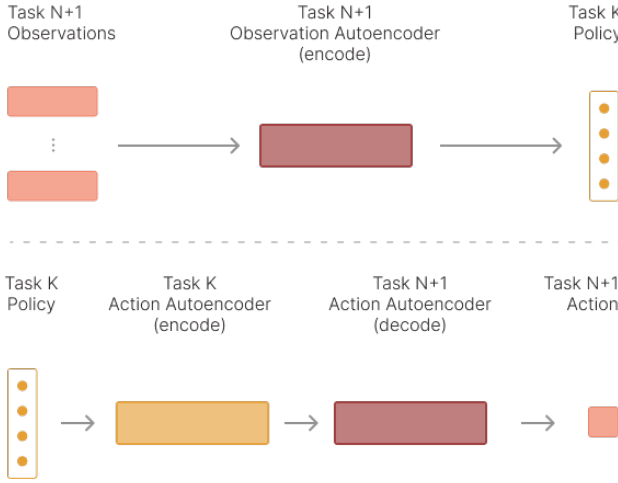 Task N+1
Observations
Task N+1
Observation Autoencoder
(encode)
Task K
Policy
Task K
Policy
Task K
Action Autoencoder
(encode)
Task N+1
Action Autoencoder
(decode)
Task N+1
Action